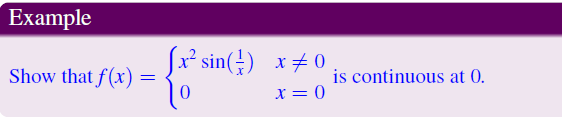 Example
Show that f(x) = { x² sin(1/x) x ≠ 0
0 x = 0 is continuous at 0.